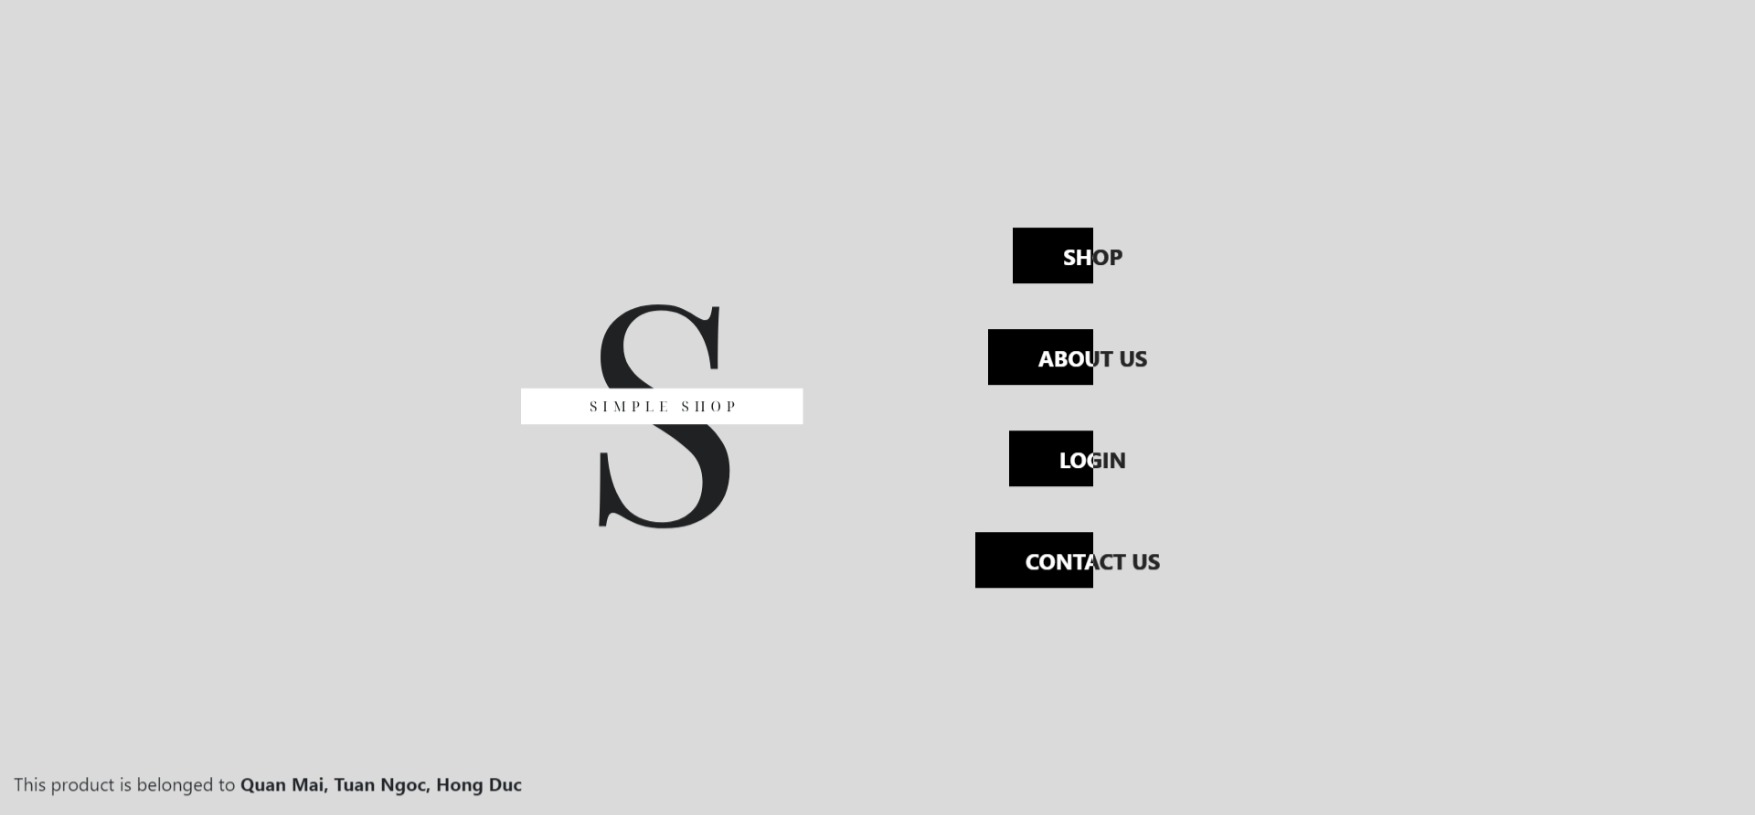 S
SIMPLE SHOP
SHOP
ABOUT US
LOGIN
CONTACT US
This product is belonged to Quan Mai, Tuan Ngoc, Hong Duc